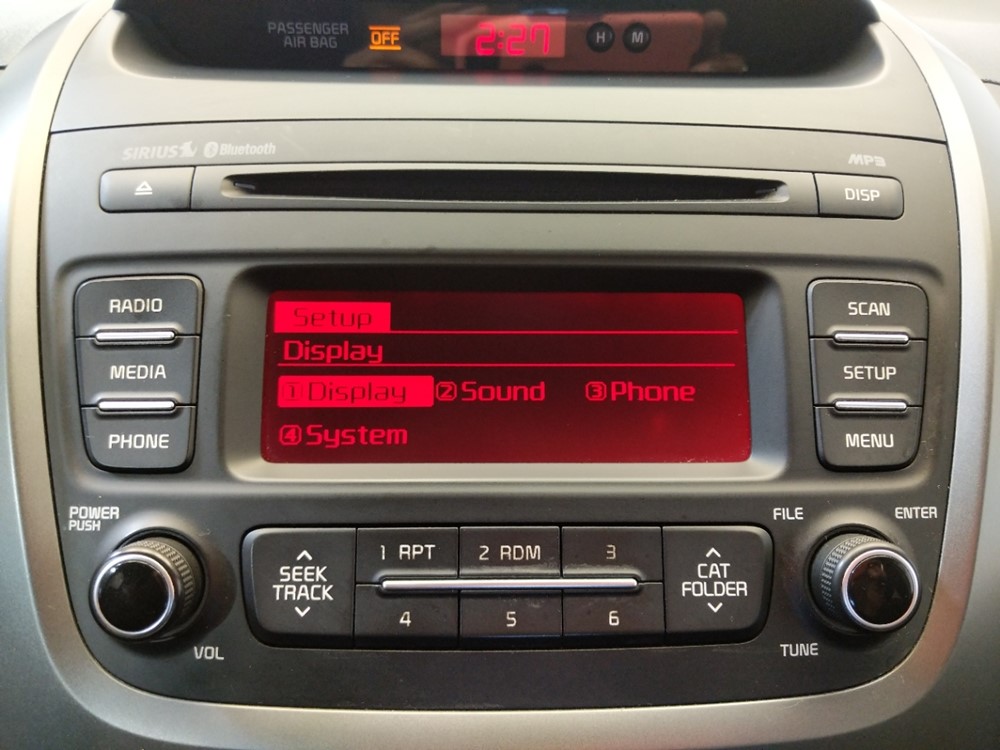 PASSENGER
AIR BAG
OFF
2:27
H
M
SIRIUS
Bluetooth
MP3
DISP
RADIO
MEDIA
PHONE
Setup
Display
① Display ② Sound ③ Phone
④ System
SCAN
SETUP
MENU
POWER
PUSH
VOL
SEEK
TRACK
1 RPT
2 RDM
3
4
5
6
CAT
FOLDER
FILE
ENTER
TUNE